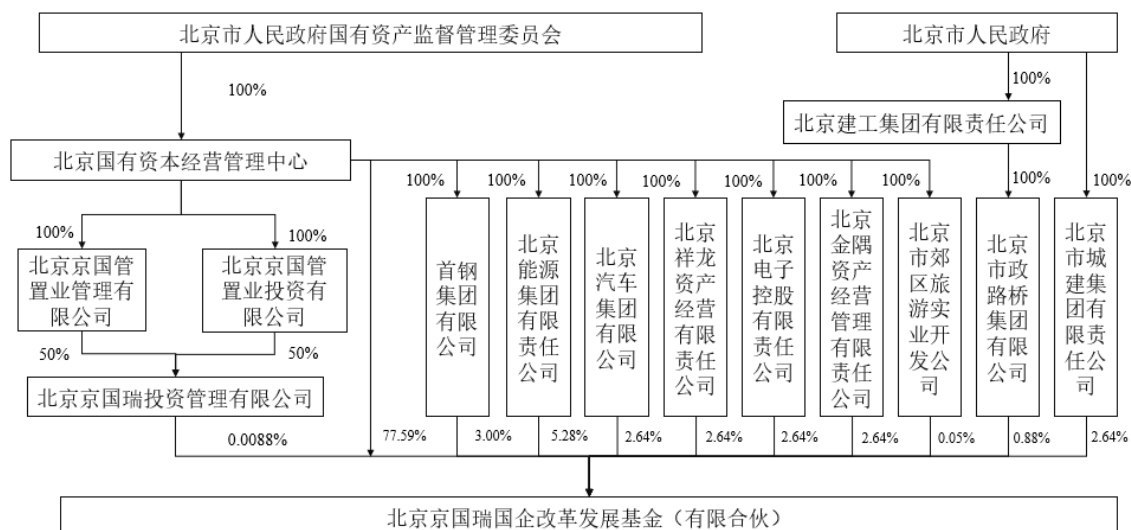 北京市人民政府国有资产监督管理委员会
北京市人民政府
100%
100%
北京建工集团有限责任公司
北京国有资本经营管理中心
100%
100%
100%
100%
100%
100%
100%
100%
100%
100%
100%
100%
北京京国管
置业管理有
限公司
北京京国管
置业投资有
限公司
首钢
集团
有限
公司
北京
能源
集团
有限
责任
公司
北京
汽车
集团
有限
公司
北京
祥龙
资产
经营
有限
责任
公司
北京
电子
控股
有限
责任
公司
北京
金隅
资产
经营
管理
有限
责任
公司
北京
市郊
区旅
游实
业开
发公
司
北京
市政
路桥
集团
有限
公司
北京
市城
建集
团有
限责
任公
司
50%
50%
北京京国瑞投资管理有限公司
0.0088%
77.59%
3.00%
5.28%
2.64%
2.64%
2.64%
2.64%
0.05%
0.88%
2.64%
北京京国瑞国企改革发展基金（有限合伙）